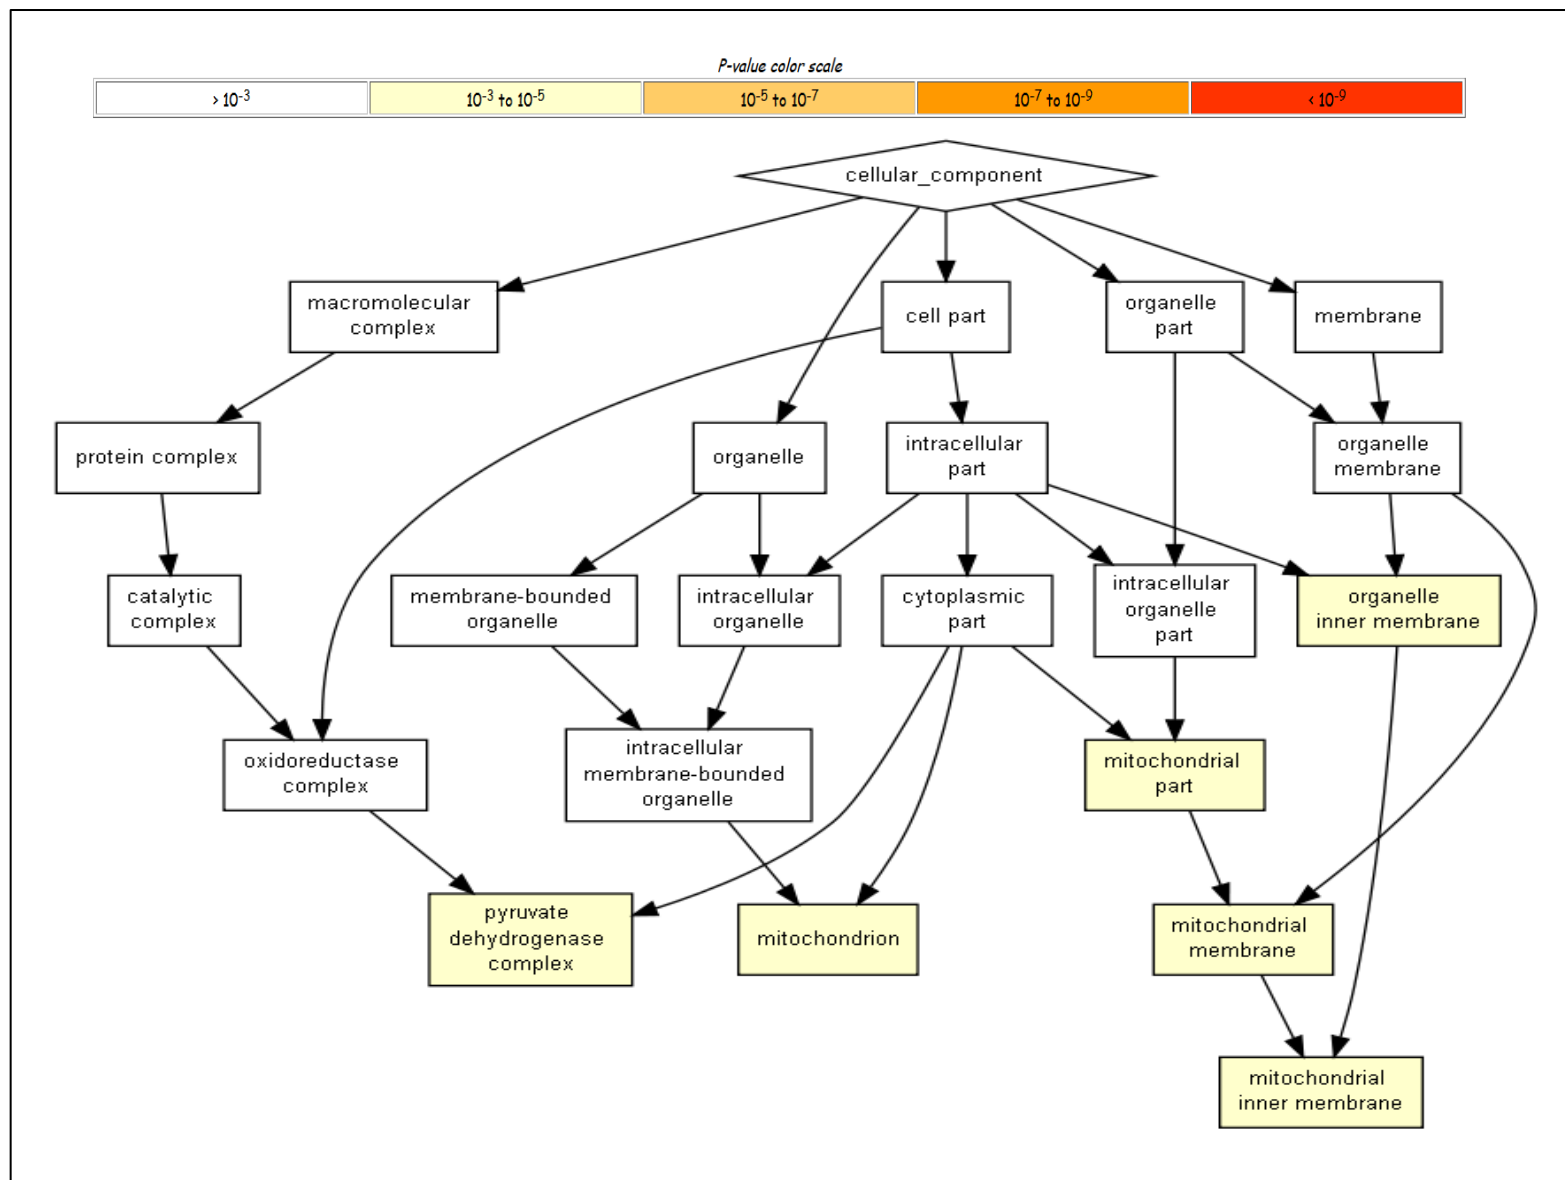 P-value color scale
> 10⁻³
10⁻³ to 10⁻⁵
10⁻⁵ to 10⁻⁷
10⁻⁷ to 10⁻⁹
< 10⁻⁹
cellular_component
macromolecular
complex
cell part
organelle
part
membrane
protein complex
organelle
intracellular
part
organelle
membrane
catalytic
complex
membrane-bounded
organelle
intracellular
organelle
cytoplasmic
part
intracellular
organelle
part
organelle
inner membrane
oxidoreductase
complex
intracellular
membrane-bounded
organelle
mitochondrial
part
pyruvate
dehydrogenase
complex
mitochondrion
mitochondrial
membrane
mitochondrial
inner membrane